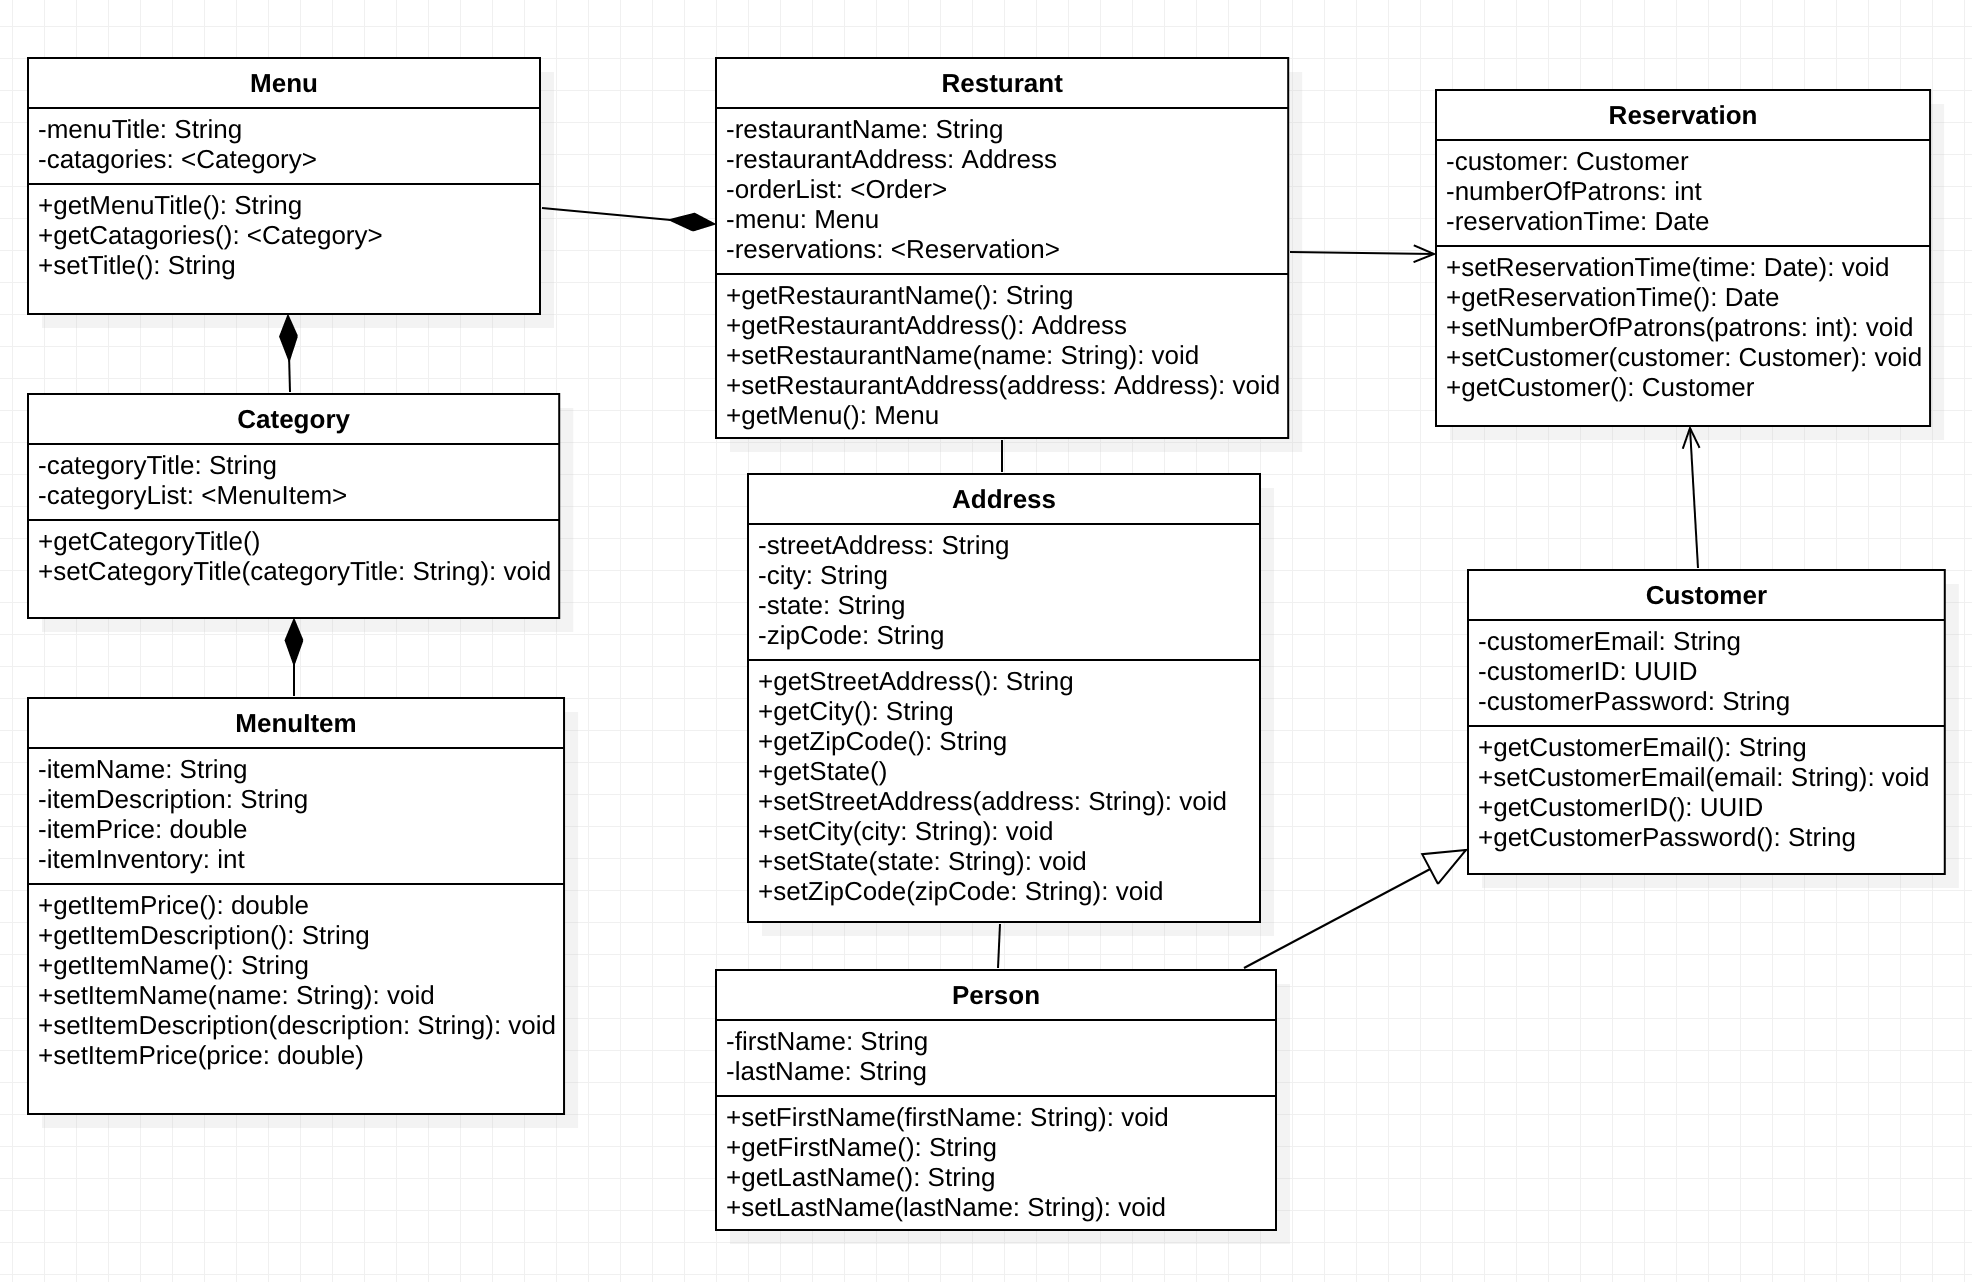 Menu
-menuTitle: String
-catagories: <Category>
+getMenuTitle(): String
+getCatagories(): <Category>
+setTitle(): String
Category
-categoryTitle: String
-categoryList: <MenuItem>
+getCategoryTitle()
+setCategoryTitle(categoryTitle: String): void
MenuItem
-itemName: String
-itemDescription: String
-itemPrice: double
-itemInventory: int
+getItemPrice(): double
+getItemDescription(): String
+getItemName(): String
+setItemName(name: String): void
+setItemDescription(description: String): void
+setItemPrice(price: double)
Resturant
-restaurantName: String
-restaurantAddress: Address
-orderList: <Order>
-menu: Menu
-reservations: <Reservation>
+getRestaurantName(): String
+getRestaurantAddress(): Address
+setRestaurantName(name: String): void
+setRestaurantAddress(address: Address): void
+getMenu(): Menu
Address
-streetAddress: String
-city: String
-state: String
-zipCode: String
+getStreetAddress(): String
+getCity(): String
+getZipCode(): String
+getState()
+setStreetAddress(address: String): void
+setCity(city: String): void
+setState(state: String): void
+setZipCode(zipCode: String): void
Person
-firstName: String
-lastName: String
+setFirstName(firstName: String): void
+getFirstName(): String
+getLastName(): String
+setLastName(lastName: String): void
Reservation
-customer: Customer
-numberOfPatrons: int
-reservationTime: Date
+setReservationTime(time: Date): void
+getReservationTime(): Date
+setNumberOfPatrons(patrons: int): void
+setCustomer(customer: Customer): void
+getCustomer(): Customer
Customer
-customerEmail: String
-customerID: UUID
-customerPassword: String
+getCustomerEmail(): String
+setCustomerEmail(email: String): void
+getCustomerID(): UUID
+getCustomerPassword(): String